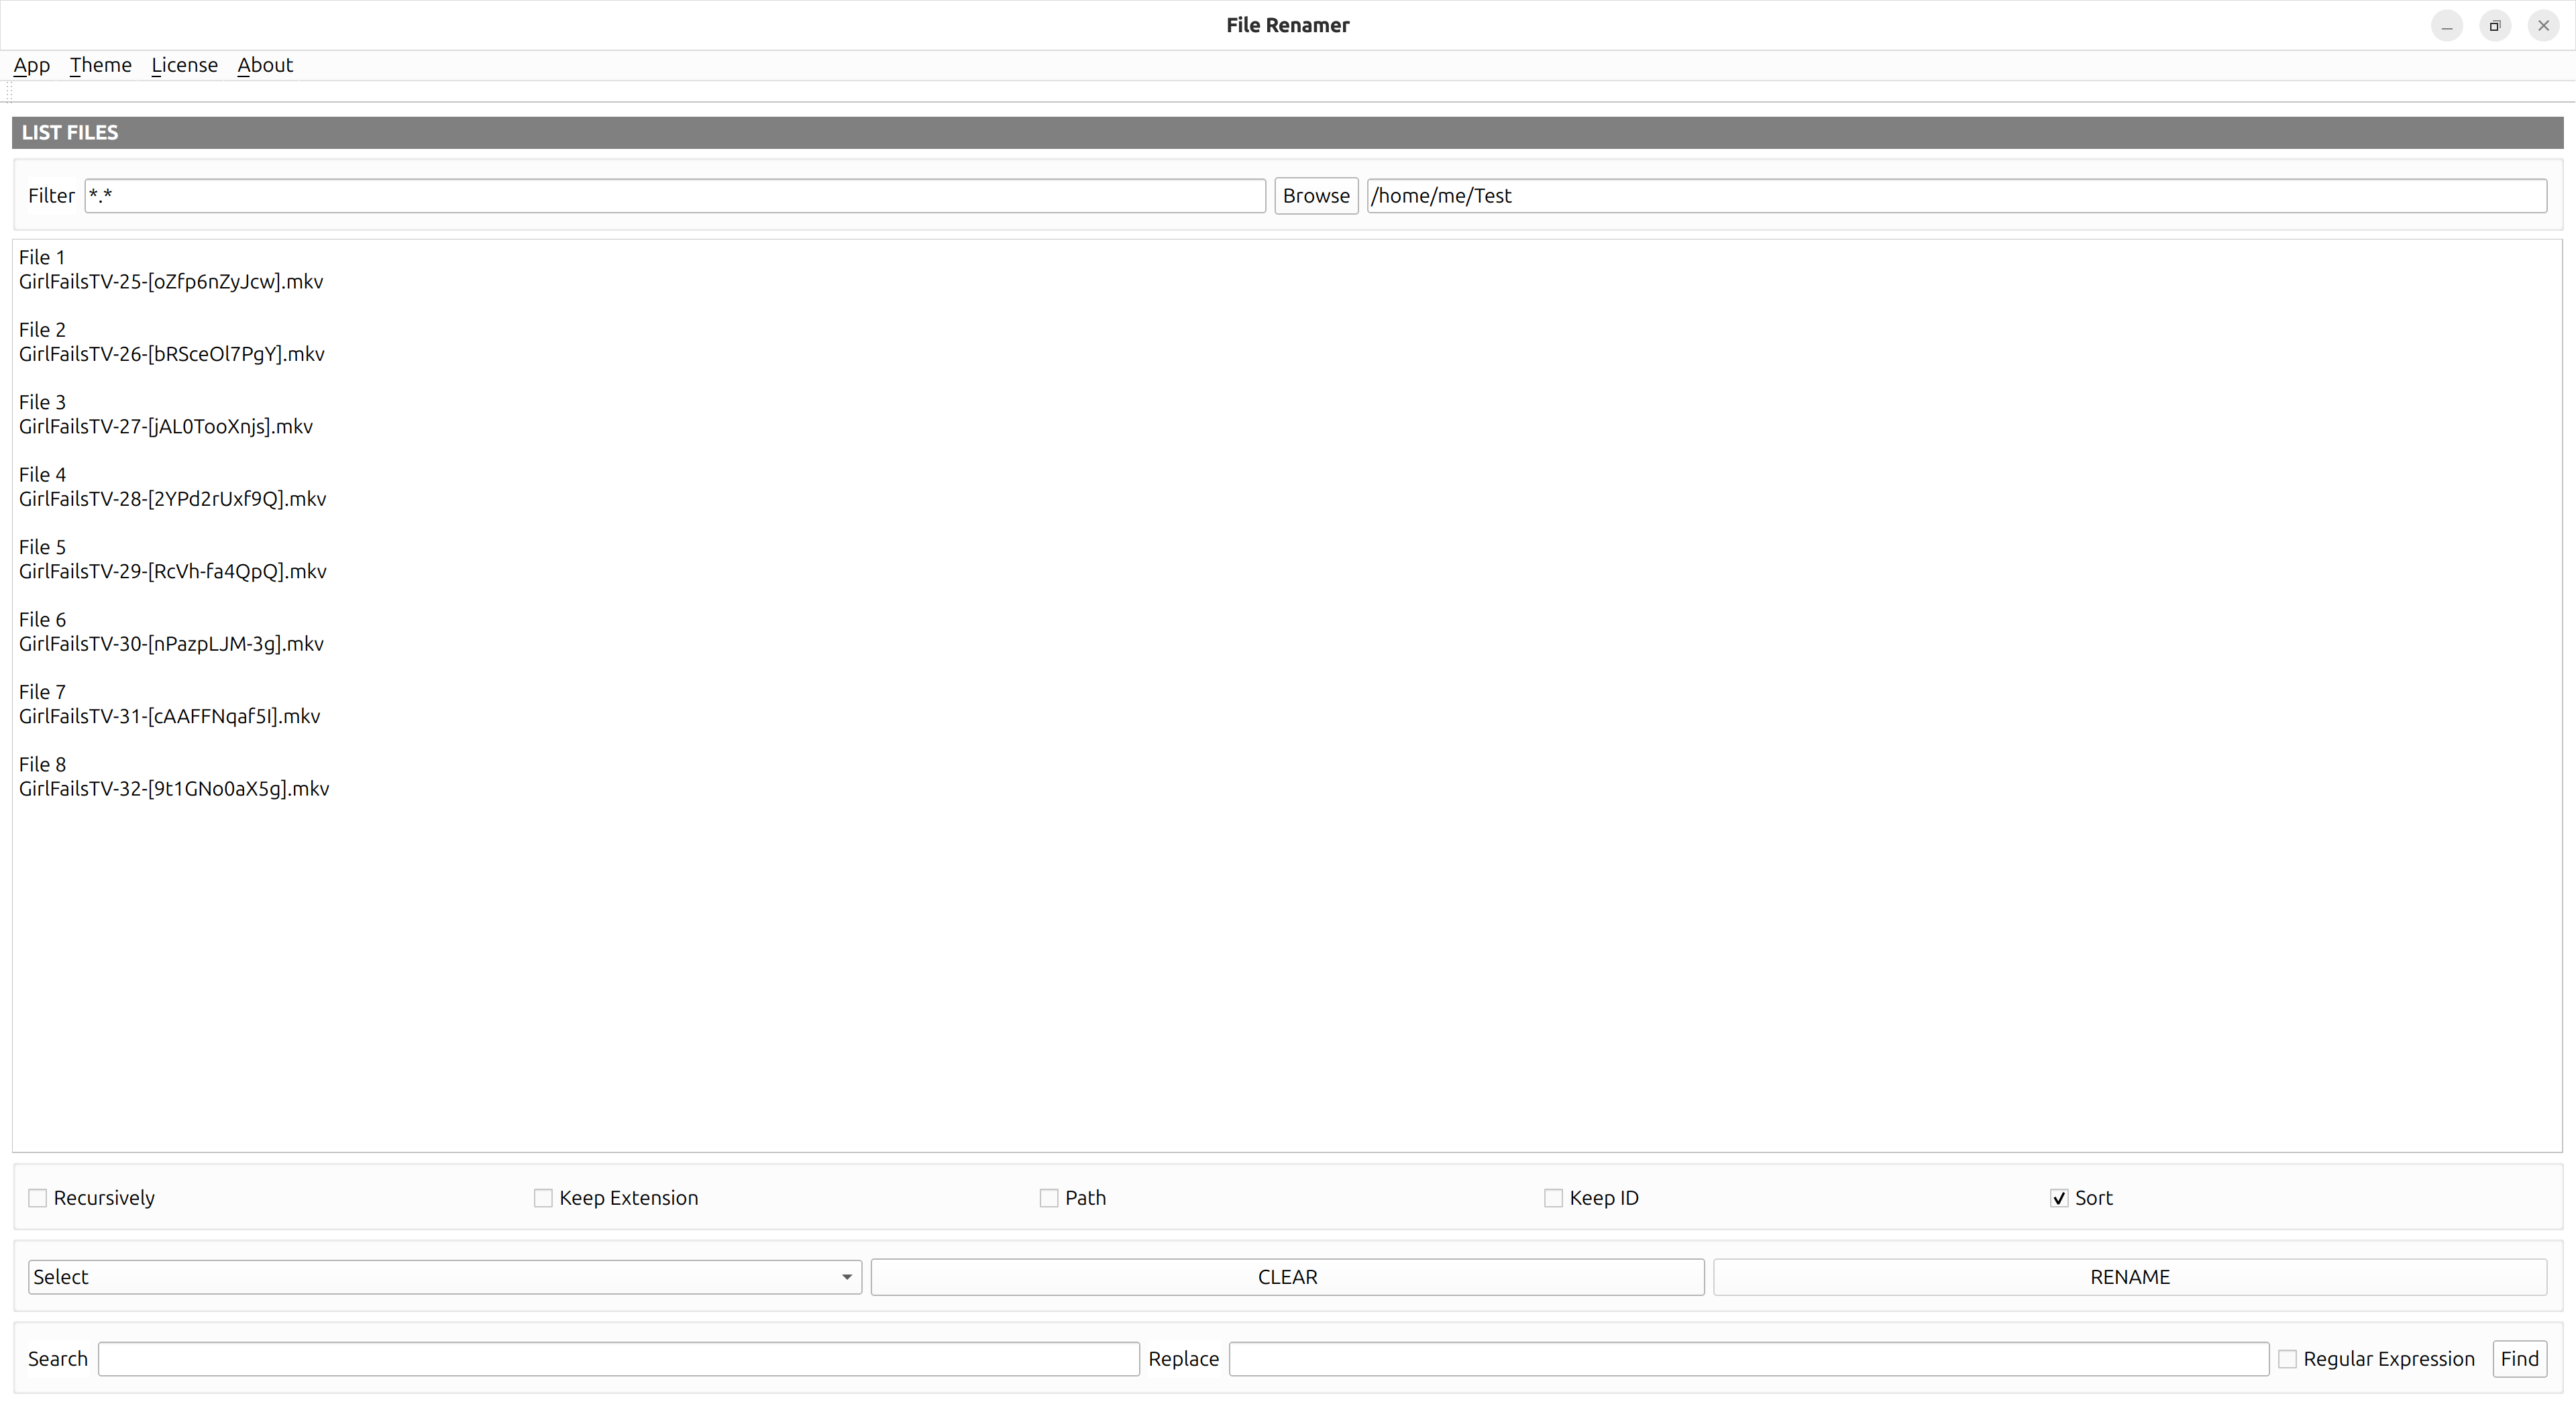 File Renamer
App Theme License About
LIST FILES
Filter *.* Browse /home/me/Test
File 1
GirlFailsTV-25-[oZfp6nZyJcw].mkv
File 2
GirlFailsTV-26-[bRSceOl7PgY].mkv
File 3
GirlFailsTV-27-[jAL0TooXnjs].mkv
File 4
GirlFailsTV-28-[2YPd2rUxf9Q].mkv
File 5
GirlFailsTV-29-[RcVh-fa4QpQ].mkv
File 6
GirlFailsTV-30-[nPazpLJM-3g].mkv
File 7
GirlFailsTV-31-[cAAFFNqaf5I].mkv
File 8
GirlFailsTV-32-[9t1GNo0aX5g].mkv
Recursively Keep Extension Path Keep ID Sort
Select CLEAR RENAME
Search Replace Regular Expression Find